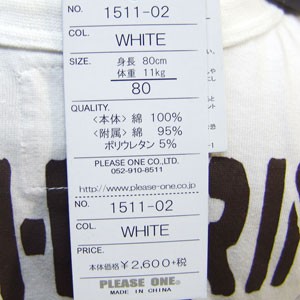 NO. 1511-02
COL. WHITE
SIZE. 身長 80cm
体重 11kg
80
QUALITY.
<本体> 綿 100%
<附属> 綿 95%
ポリウレタン 5%
PLEASE ONE CO.,LTD.
052-910-8511
http://www.please-one.co.jp/
NO. 1511-02
COL. WHITE
PRICE.
本体価格 ¥2,600+税
PLEASE ONE.
MADE IN CHINA